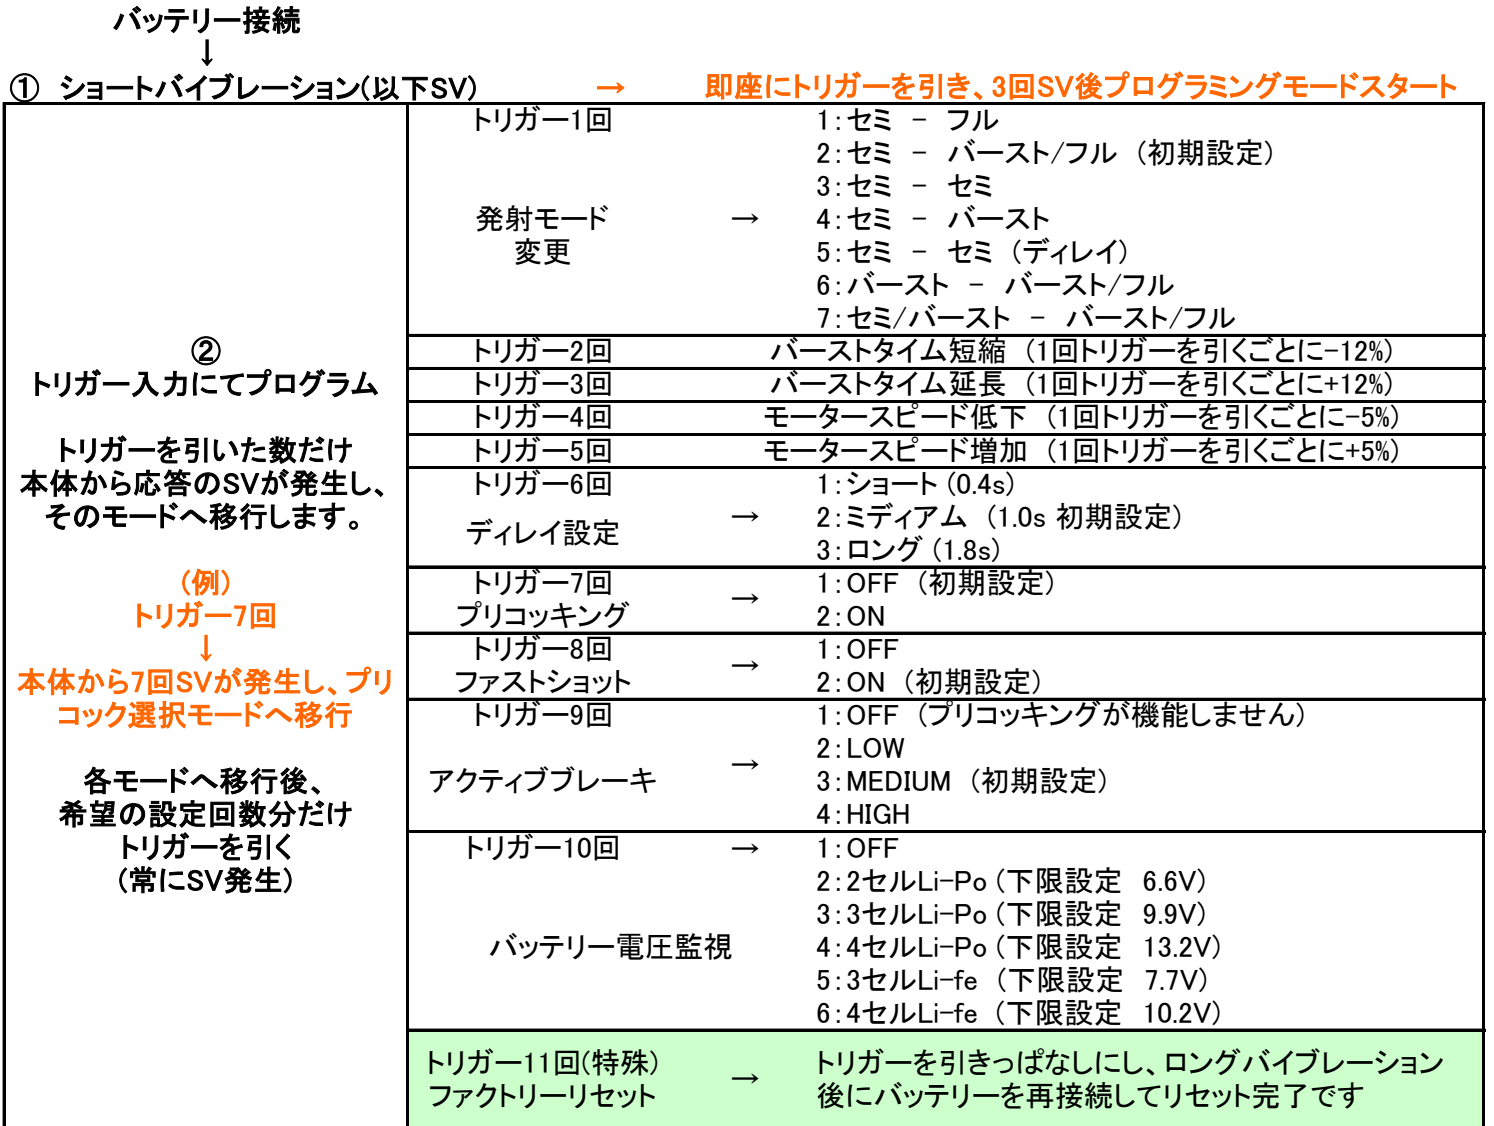 バッテリー接続
↓
① ショートバイブレーション(以下SV) → 即座にトリガーを引き、3回SV後プログラミングモードスタート
②
トリガー入力にてプログラム
トリガーを引いた数だけ
本体から応答のSVが発生し、
そのモードへ移行します。
(例)
トリガー7回
↓
本体から7回SVが発生し、プリ
コック選択モードへ移行
各モードへ移行後、
希望の設定回数分だけ
トリガーを引く
(常にSV発生)
トリガー1回
発射モード
変更
→
1:セミ － フル
2:セミ － バースト/フル (初期設定)
3:セミ － セミ
4:セミ － バースト
5:セミ － セミ (ディレイ)
6:バースト － バースト/フル
7:セミ/バースト － バースト/フル
トリガー2回 バーストタイム短縮 (1回トリガーを引くごとに-12%)
トリガー3回 バーストタイム延長 (1回トリガーを引くごとに+12%)
トリガー4回 モータースピード低下 (1回トリガーを引くごとに-5%)
トリガー5回 モータースピード増加 (1回トリガーを引くごとに+5%)
トリガー6回
ディレイ設定
→
1:ショート (0.4s)
2:ミディアム (1.0s 初期設定)
3:ロング (1.8s)
トリガー7回
プリコッキング
→
1:OFF (初期設定)
2:ON
トリガー8回
ファストショット
→
1:OFF
2:ON (初期設定)
トリガー9回
アクティブブレーキ
→
1:OFF (プリコッキングが機能しません)
2:LOW
3:MEDIUM (初期設定)
4:HIGH
トリガー10回
バッテリー電圧監視
→
1:OFF
2:2セルLi-Po (下限設定 6.6V)
3:3セルLi-Po (下限設定 9.9V)
4:4セルLi-Po (下限設定 13.2V)
5:3セルLi-fe (下限設定 7.7V)
6:4セルLi-fe (下限設定 10.2V)
トリガー11回(特殊)
ファクトリーリセット
→
トリガーを引きっぱなしにし、ロングバイブレーション
後にバッテリーを再接続してリセット完了です